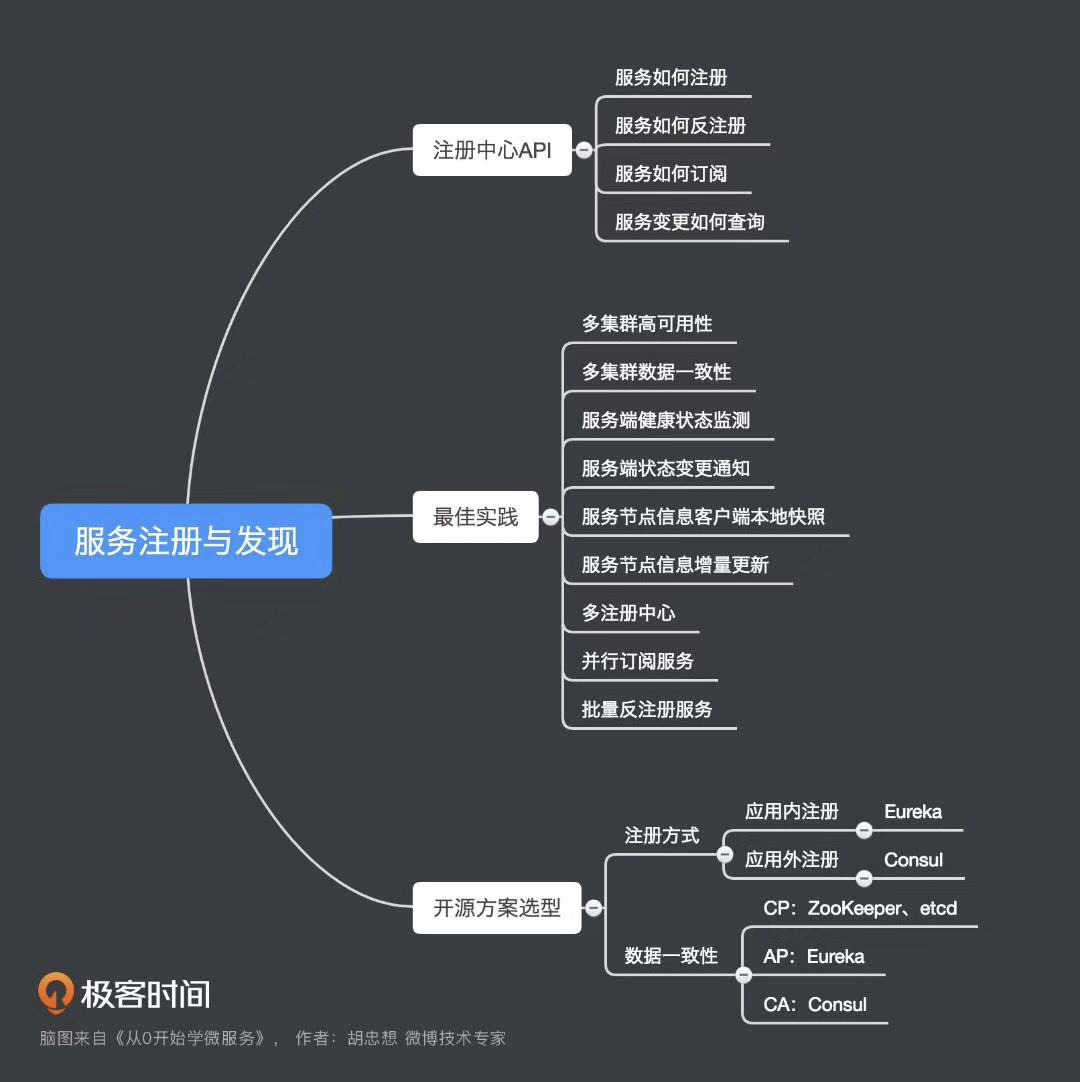 服务注册与发现
注册中心API
服务如何注册
服务如何反注册
服务如何订阅
服务变更如何查询
最佳实践
多集群高可用性
多集群数据一致性
服务端健康状态监测
服务端状态变更通知
服务节点信息客户端本地快照
服务节点信息增量更新
多注册中心
并行订阅服务
批量反注册服务
开源方案选型
注册方式
应用内注册
Eureka
应用外注册
Consul
数据一致性
CP：ZooKeeper、etcd
AP：Eureka
CA：Consul
极客时间
脑图来自《从0开始学微服务》， 作者：胡忠想 微博技术专家